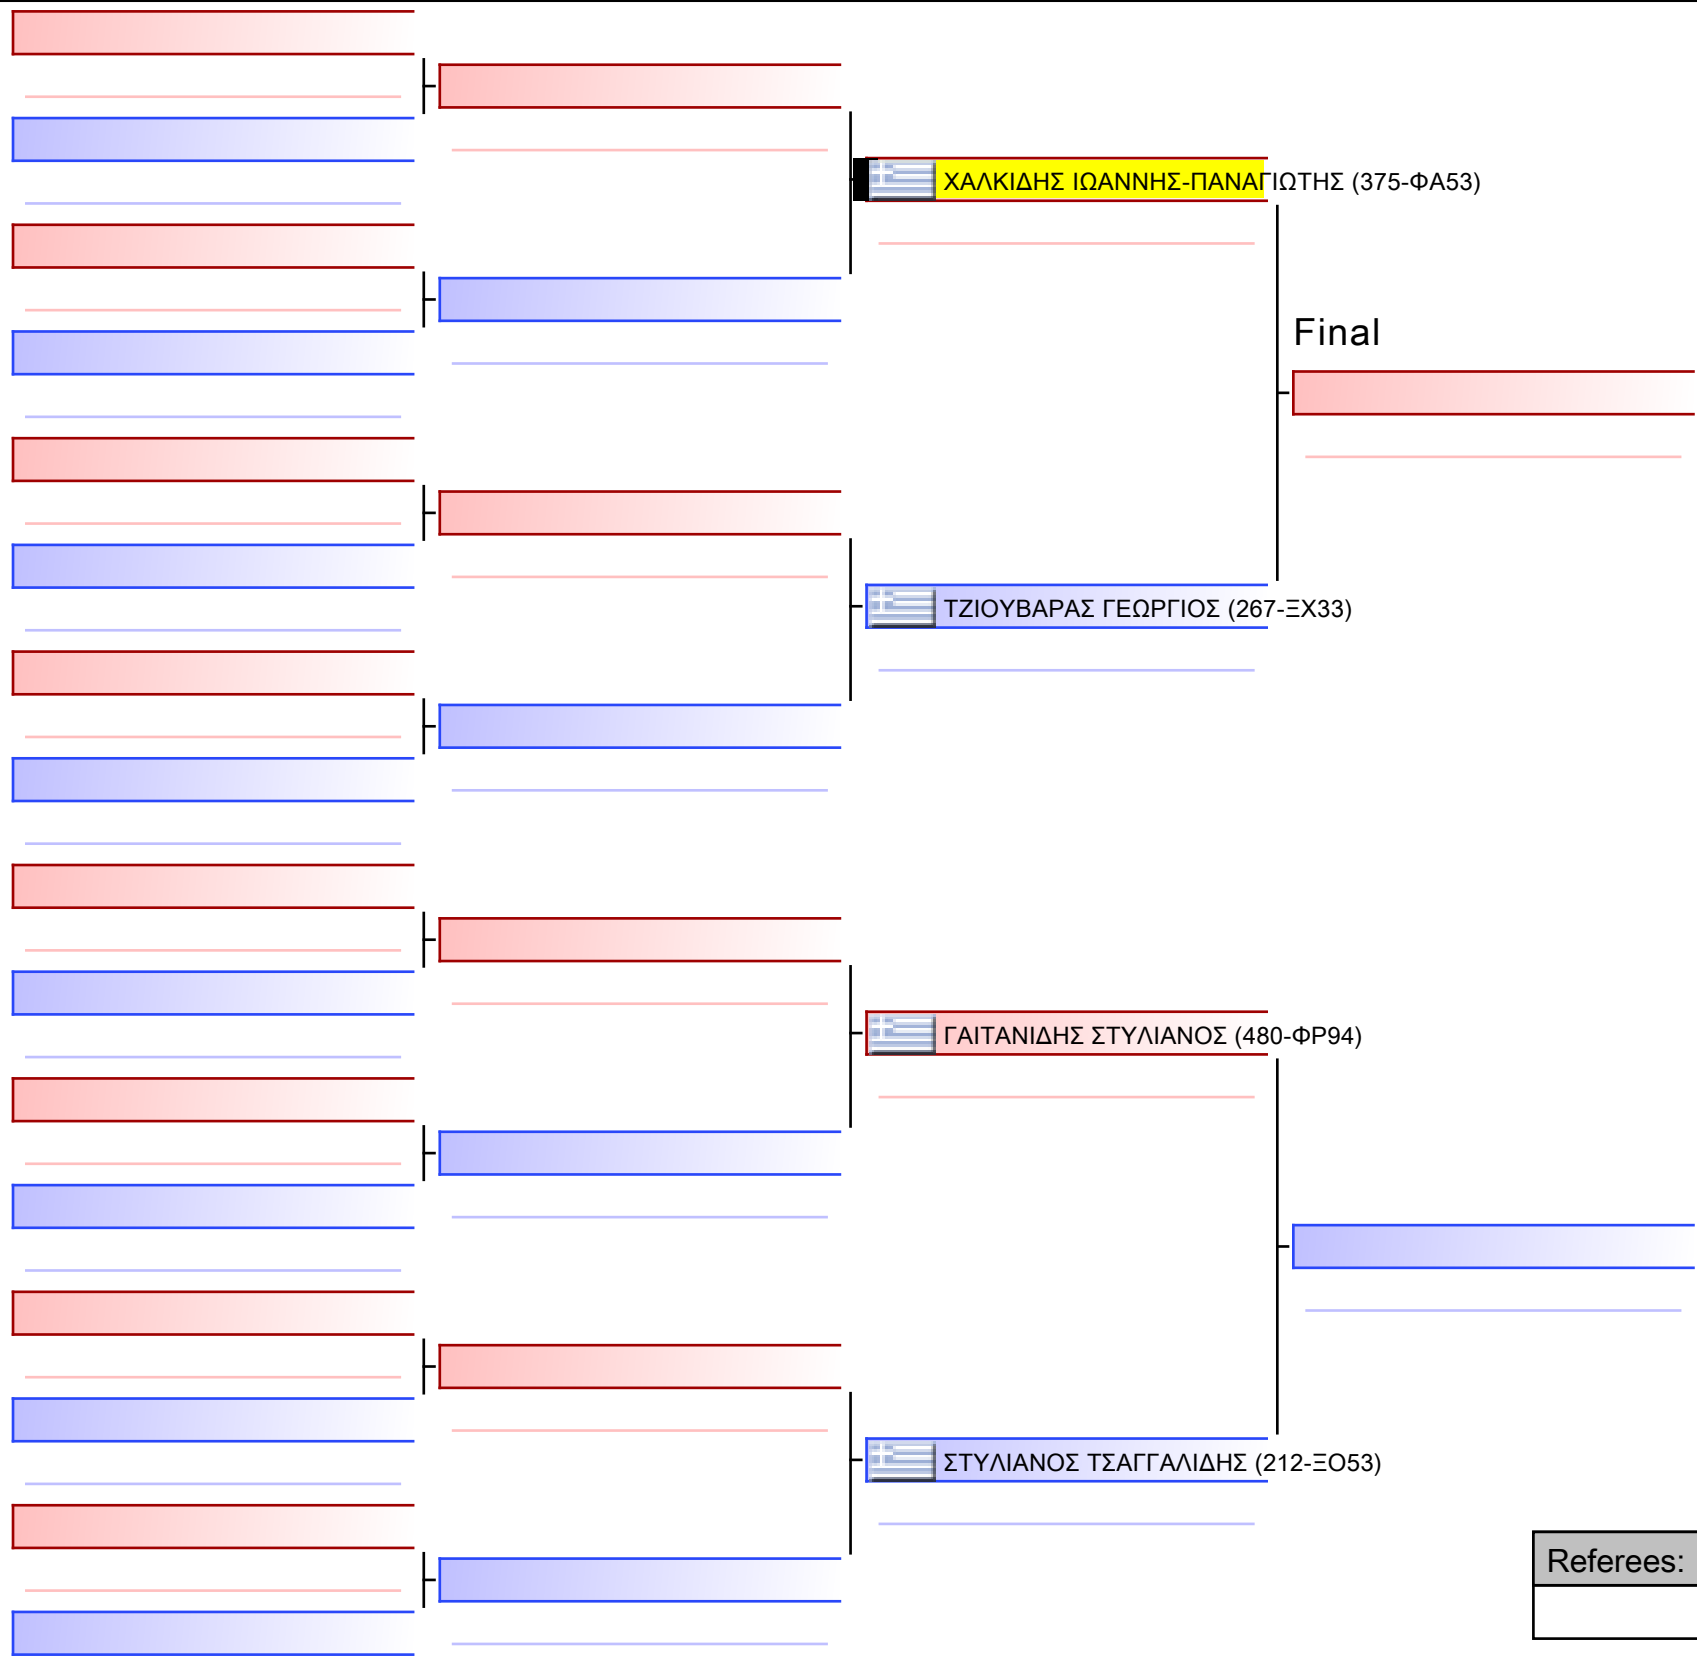 ΧΑΛΚΙΔΗΣ ΙΩΑΝΝΗΣ-ΠΑΝΑΓΙΩΤΗΣ (375-ΦΑ53)
Final
ΤΖΙΟΥΒΑΡΑΣ ΓΕΩΡΓΙΟΣ (267-ΞΧ33)
ΓΑΙΤΑΝΙΔΗΣ ΣΤΥΛΙΑΝΟΣ (480-ΦΡ94)
ΣΤΥΛΙΑΝΟΣ ΤΣΑΓΓΑΛΙΔΗΣ (212-ΞΟ53)
Referees: